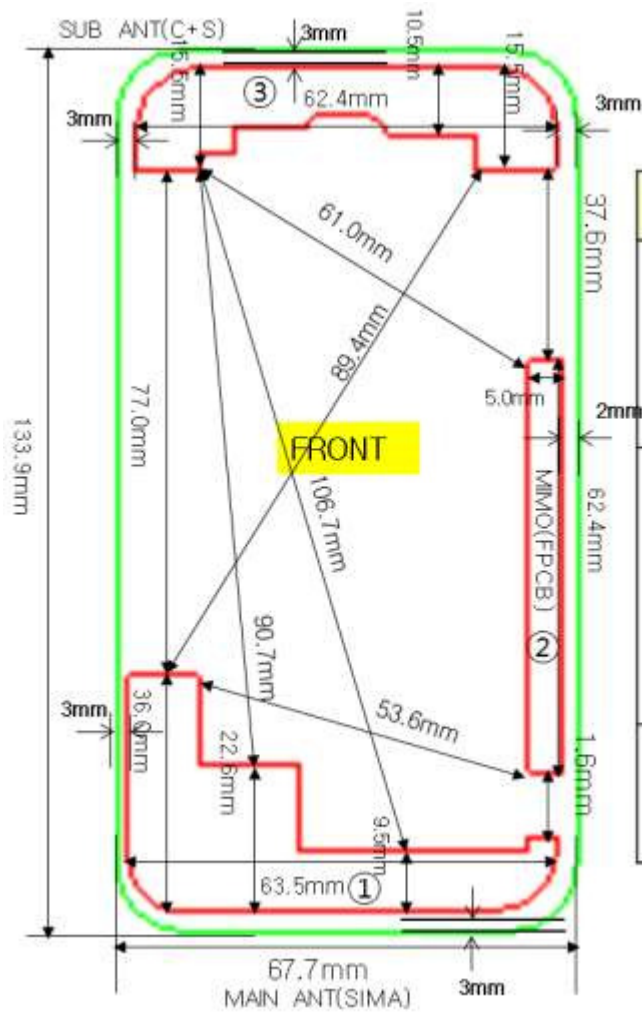 SUB ANT(C+S)
3mm
15.5mm
③
62.4mm
10.5mm
15.5mm
3mm
3mm
61.0mm
37.6mm
89.4mm
5.0mm
2mm
77.0mm
133.9mm
FRONT
106.7mm
MIMO(FPCB)
②
62.4mm
90.7mm
53.6mm
3mm
36.0mm
22.6mm
1.6mm
9.5mm
63.5mm
①
67.7mm
3mm
MAIN ANT(SIMA)